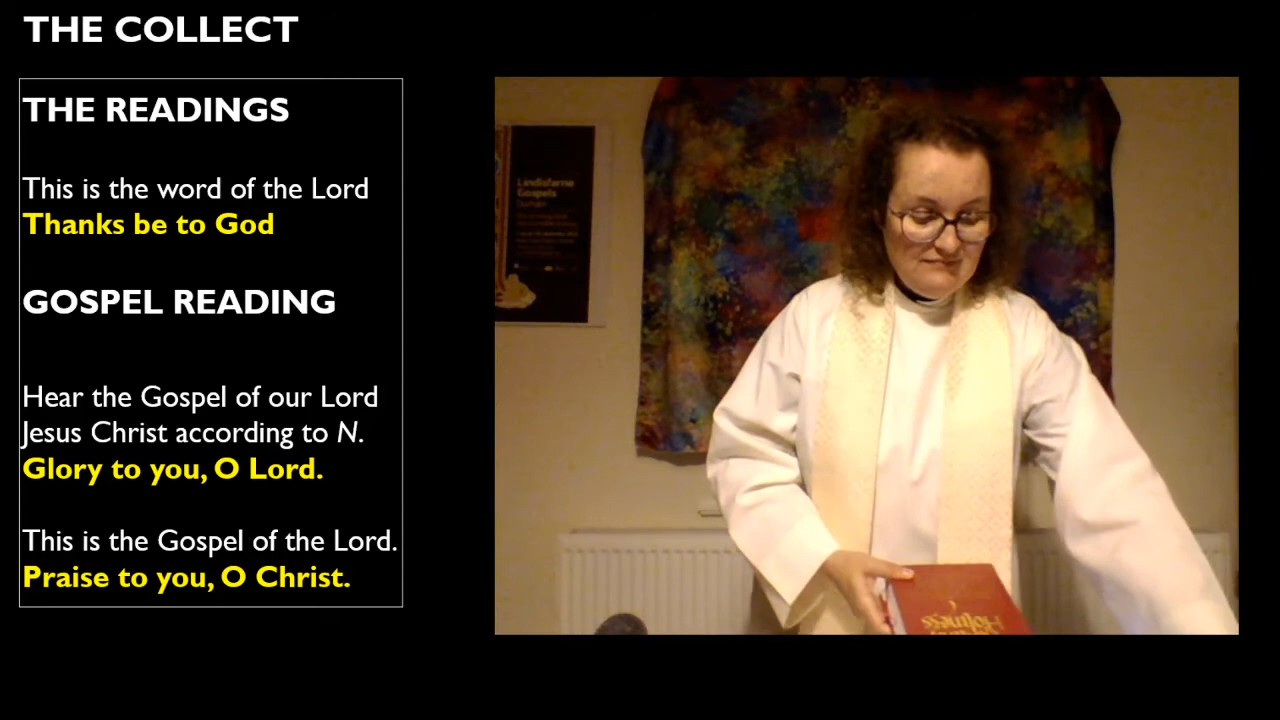 THE COLLECT
THE READINGS
This is the word of the Lord
Thanks be to God
GOSPEL READING
Hear the Gospel of our Lord
Jesus Christ according to N.
Glory to you, O Lord.
This is the Gospel of the Lord.
Praise to you, O Christ.
Lindisfarne
Gospels
Durham
Holiness